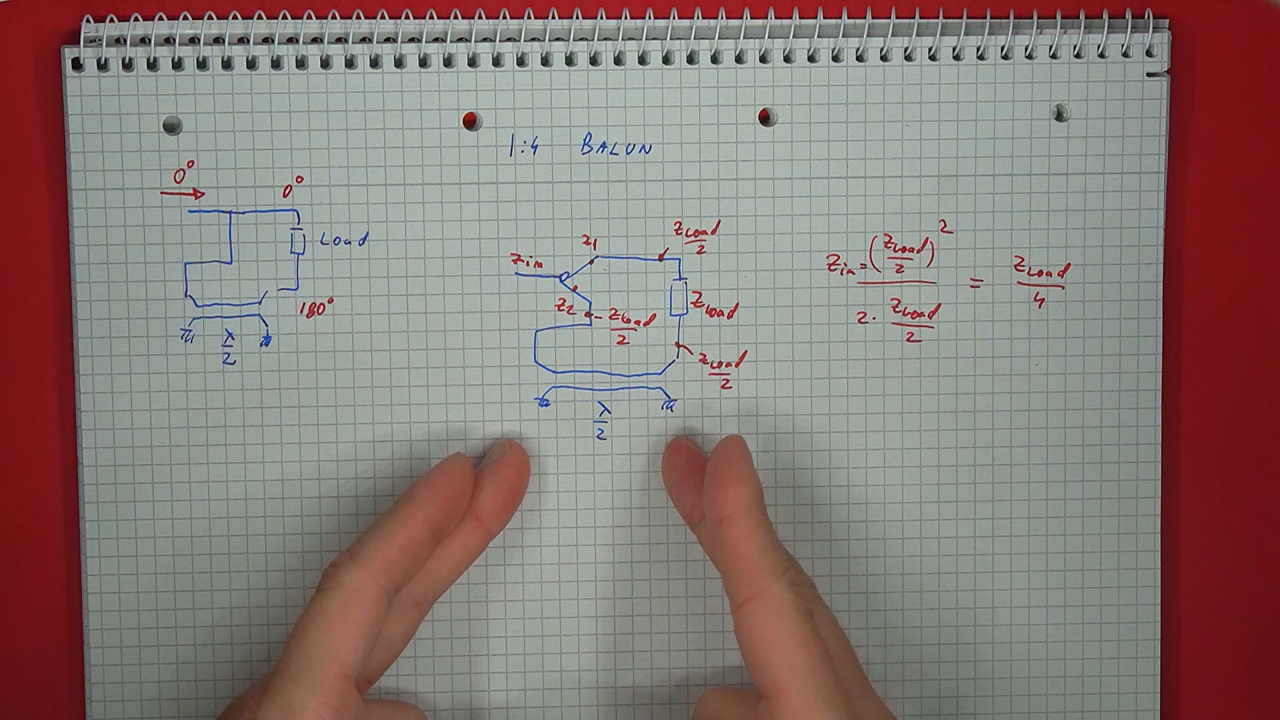 1:4 BALUN
0°
0°
Load
180°
λ/2
Zin
Z1
ZLoad/2
Z2
ZLoad/2
ZLoad
ZLoad/2
λ/2
Zin = (ZLoad/2)² / 2 · ZLoad/2 = ZLoad/4